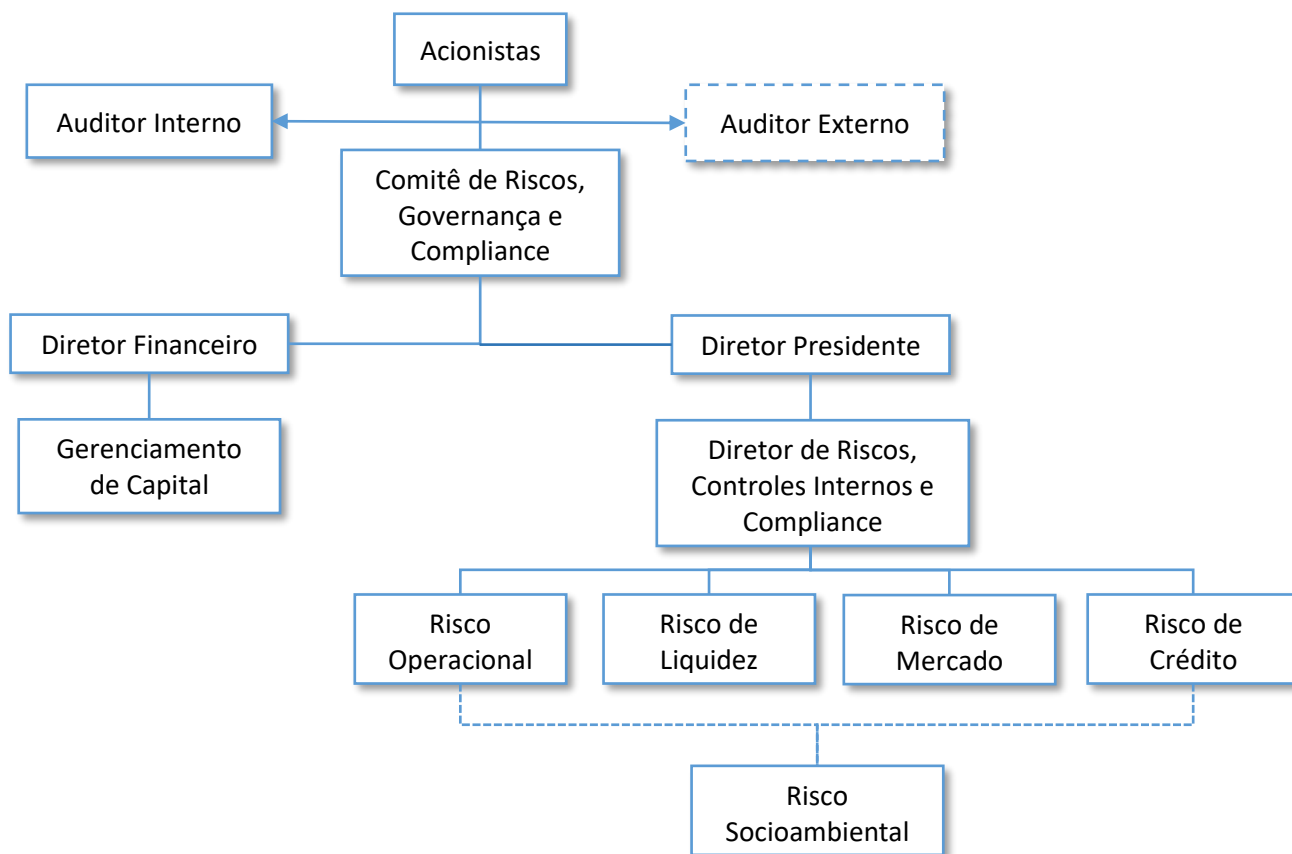 Acionistas
Auditor Interno
Auditor Externo
Comitê de Riscos,
Governança e
Compliance
Diretor Financeiro
Diretor Presidente
Gerenciamento
de Capital
Diretor de Riscos,
Controles Internos e
Compliance
Risco
Operacional
Risco de
Liquidez
Risco de
Mercado
Risco de
Crédito
Risco
Socioambiental